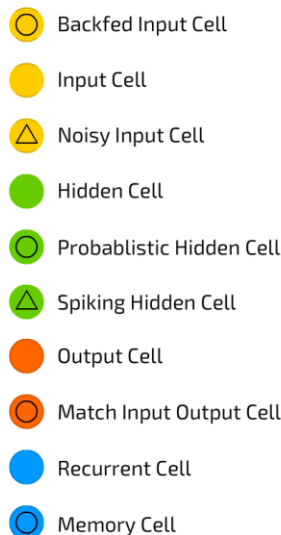 Backfed Input Cell
Input Cell
Noisy Input Cell
Hidden Cell
Probablistic Hidden Cell
Spiking Hidden Cell
Output Cell
Match Input Output Cell
Recurrent Cell
Memory Cell